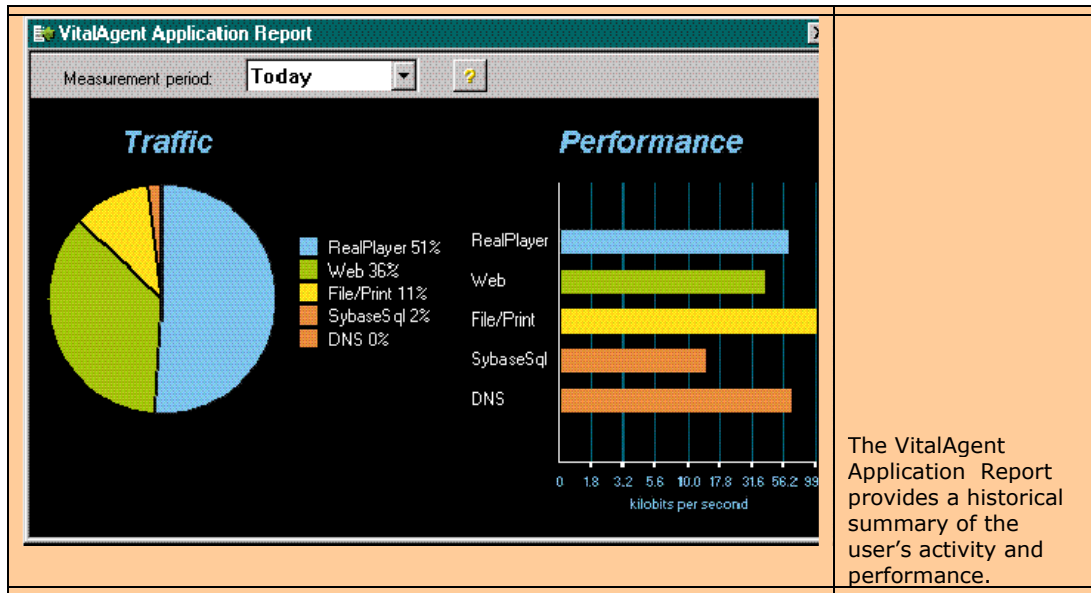 VitalAgent Application Report
Measurement period: Today
Traffic
RealPlayer 51%
Web 36%
File/Print 11%
SybaseSql 2%
DNS 0%
Performance
RealPlayer
Web
File/Print
SybaseSql
DNS
0 1.8 3.2 5.6 10.0 17.8 31.6 56.2 99
kilobits per second
The VitalAgent
Application Report
provides a historical
summary of the
user’s activity and
performance.